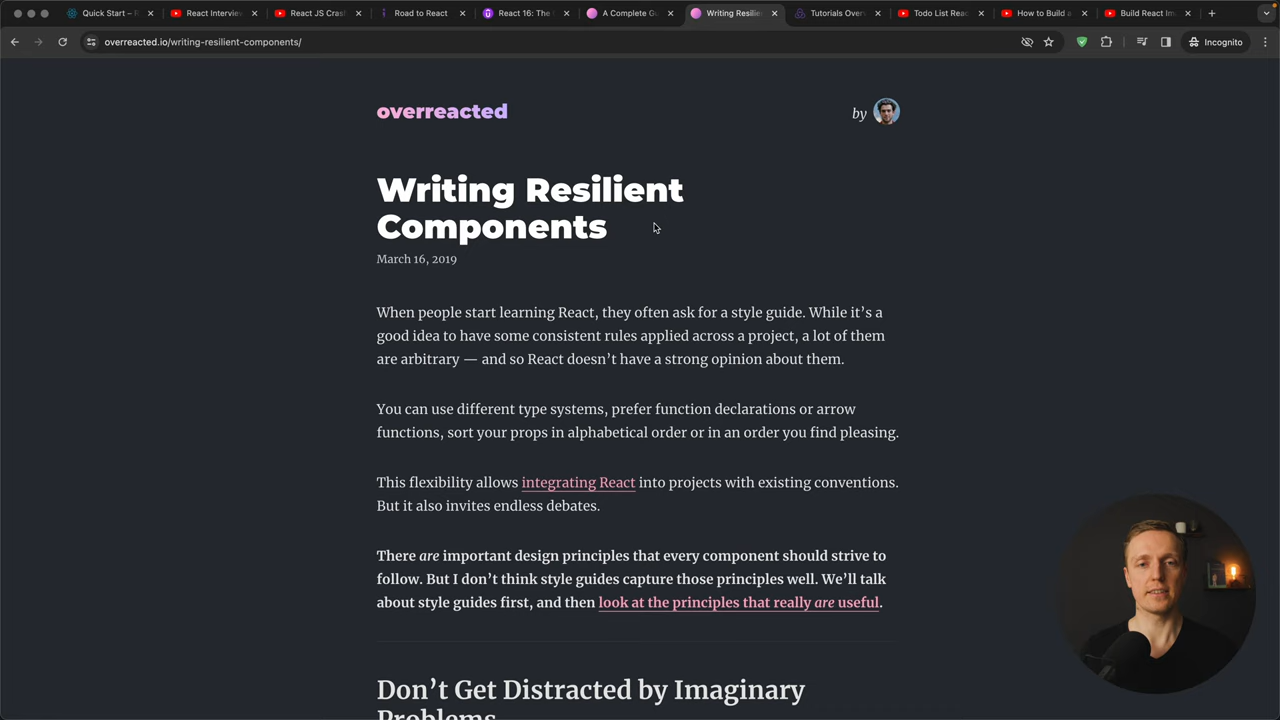 Quick Start – R
React Interview
React JS Cras
Road to React
React 16: The
A Complete Gu
Writing Resilien
Tutorials Over
Todo List Reac
How to Build a
Build React Im
overreacted.io/writing-resilient-components/
Incognito
overreacted
by
Writing Resilient
Components
March 16, 2019
When people start learning React, they often ask for a style guide. While it’s a
good idea to have some consistent rules applied across a project, a lot of them
are arbitrary — and so React doesn’t have a strong opinion about them.
You can use different type systems, prefer function declarations or arrow
functions, sort your props in alphabetical order or in an order you find pleasing.
This flexibility allows integrating React into projects with existing conventions.
But it also invites endless debates.
There are important design principles that every component should strive to
follow. But I don’t think style guides capture those principles well. We’ll talk
about style guides first, and then look at the principles that really are useful.
Don’t Get Distracted by Imaginary
Problems